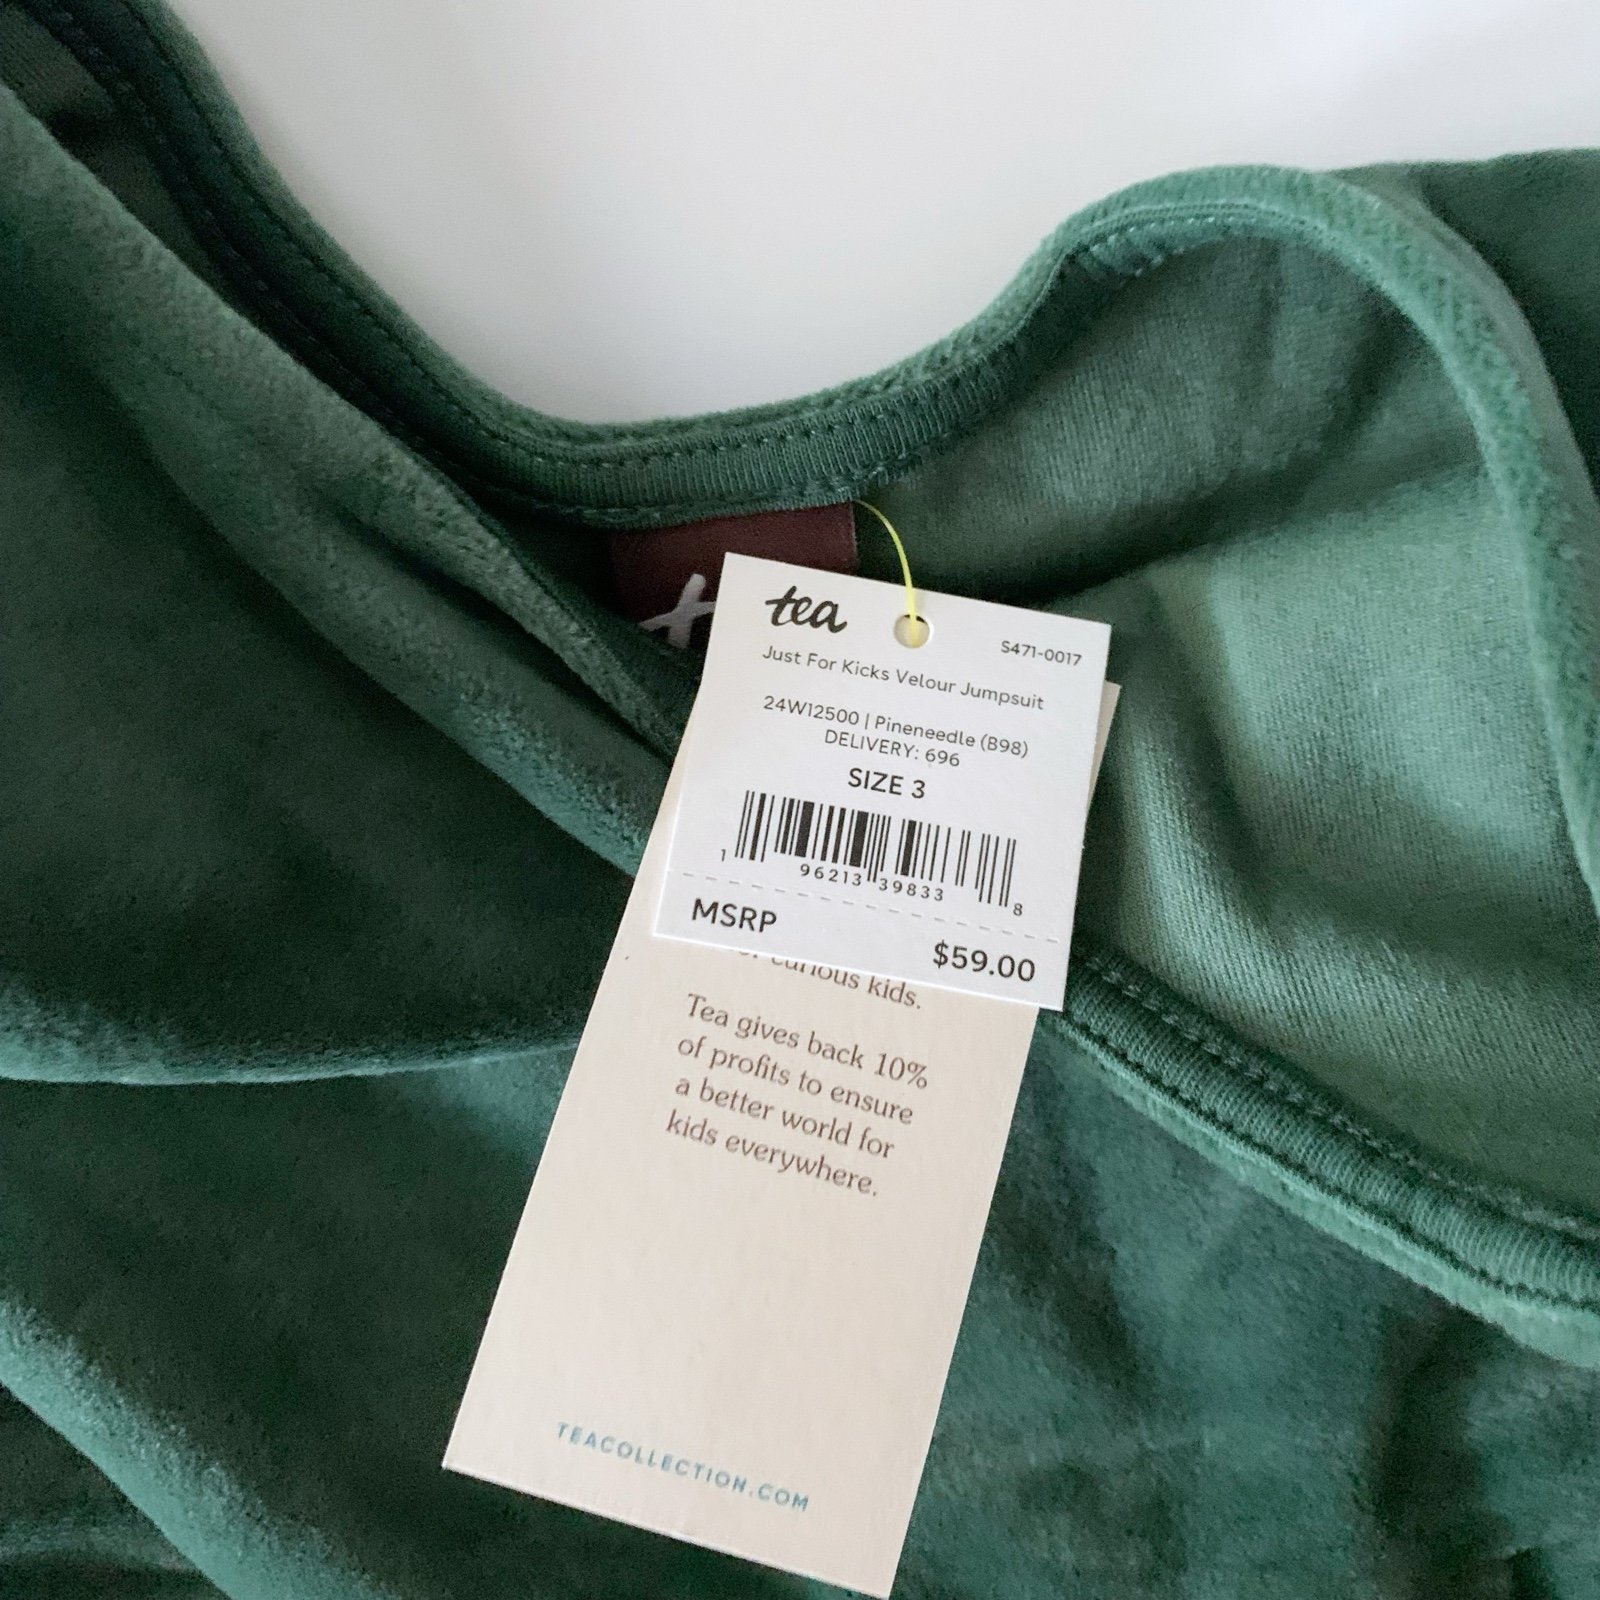 tea
S471-0017
Just For Kicks Velour Jumpsuit
24W12500 | Pineneedle (B98)
DELIVERY: 696
SIZE 3
1 96213 39833 8
MSRP
$59.00
curious kids.
Tea gives back 10%
of profits to ensure
a better world for
kids everywhere.
TEACOLLECTION.COM